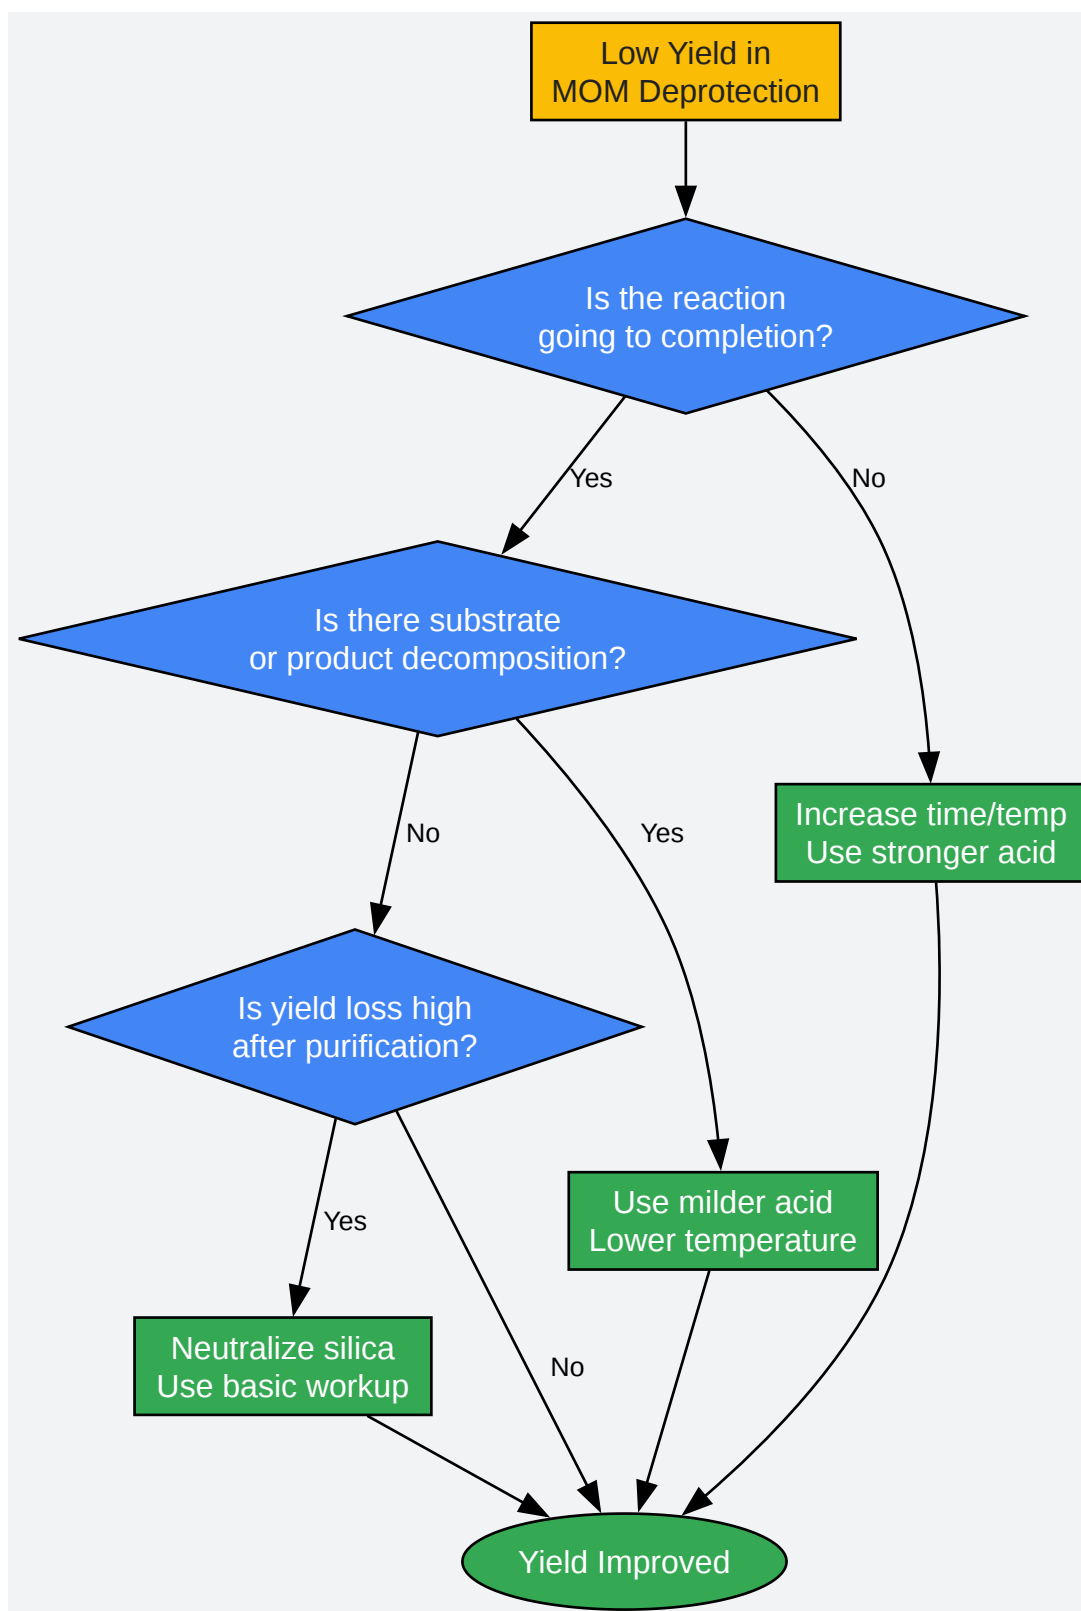 Low Yield in
MOM Deprotection
Is the reaction
going to completion?
Yes
No
Is there substrate
or product decomposition?
No
Yes
Increase time/temp
Use stronger acid
Is yield loss high
after purification?
Yes
No
Use milder acid
Lower temperature
Neutralize silica
Use basic workup
Yield Improved